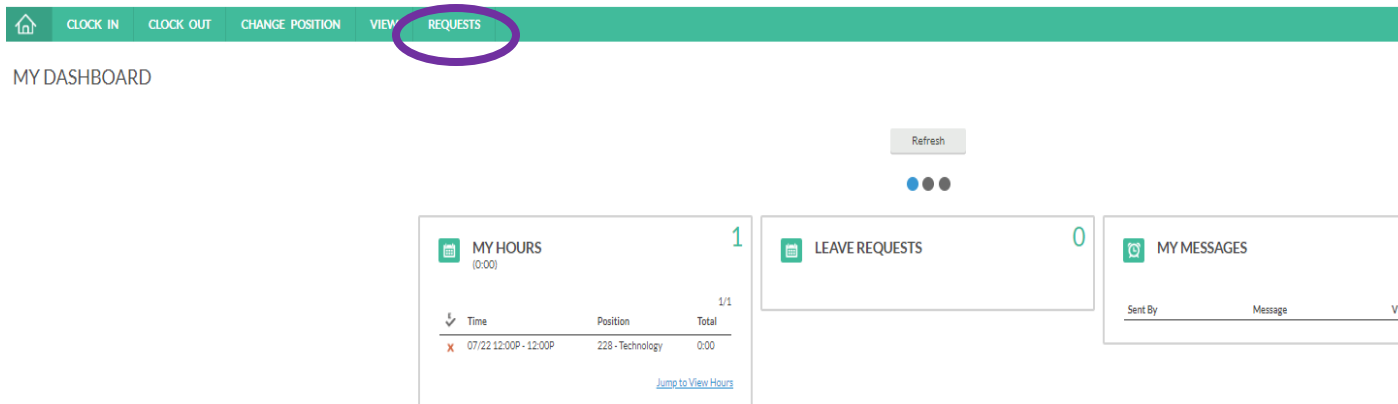 CLOCK IN CLOCK OUT CHANGE POSITION VIEW REQUESTS
MY DASHBOARD
Refresh
MY HOURS 1
(0:00)
1/1
Time Position Total
X 07/22 12:00P - 12:00P 228 - Technology 0:00
Jump to View Hours
LEAVE REQUESTS 0
MY MESSAGES
Sent By Message V